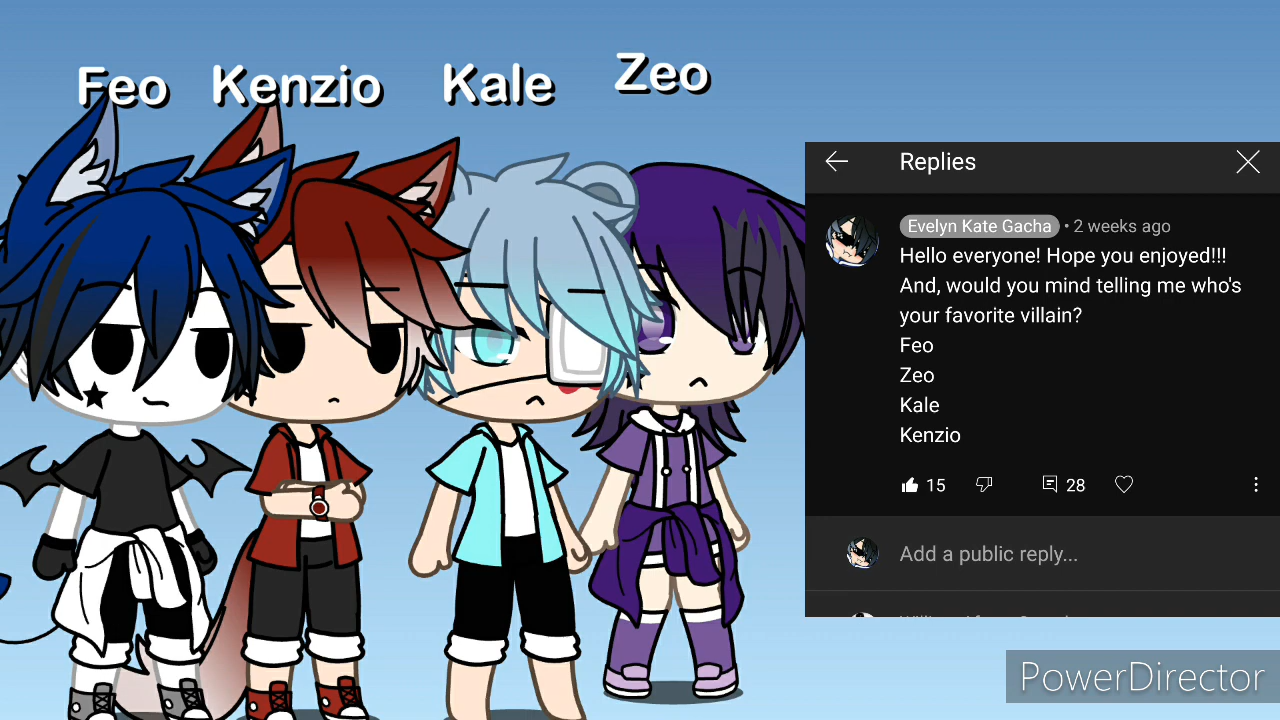 Feo Kenzio Kale Zeo
Replies
Evelyn Kate Gacha • 2 weeks ago
Hello everyone! Hope you enjoyed!!!
And, would you mind telling me who's
your favorite villain?
Feo
Zeo
Kale
Kenzio
15 28
Add a public reply...
PowerDirector